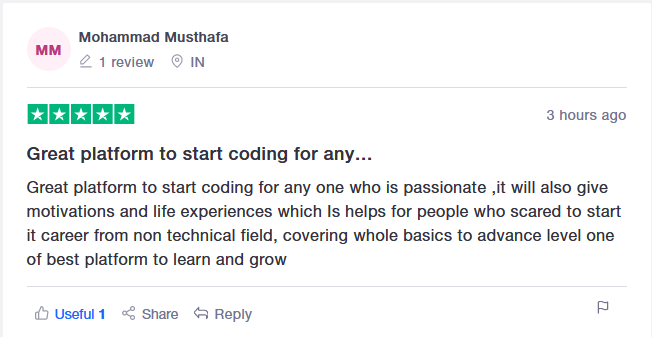 MM
Mohammad Musthafa
1 review IN
3 hours ago
Great platform to start coding for any...
Great platform to start coding for any one who is passionate ,it will also give
motivations and life experiences which Is helps for people who scared to start
it career from non technical field, covering whole basics to advance level one
of best platform to learn and grow
Useful 1 Share Reply